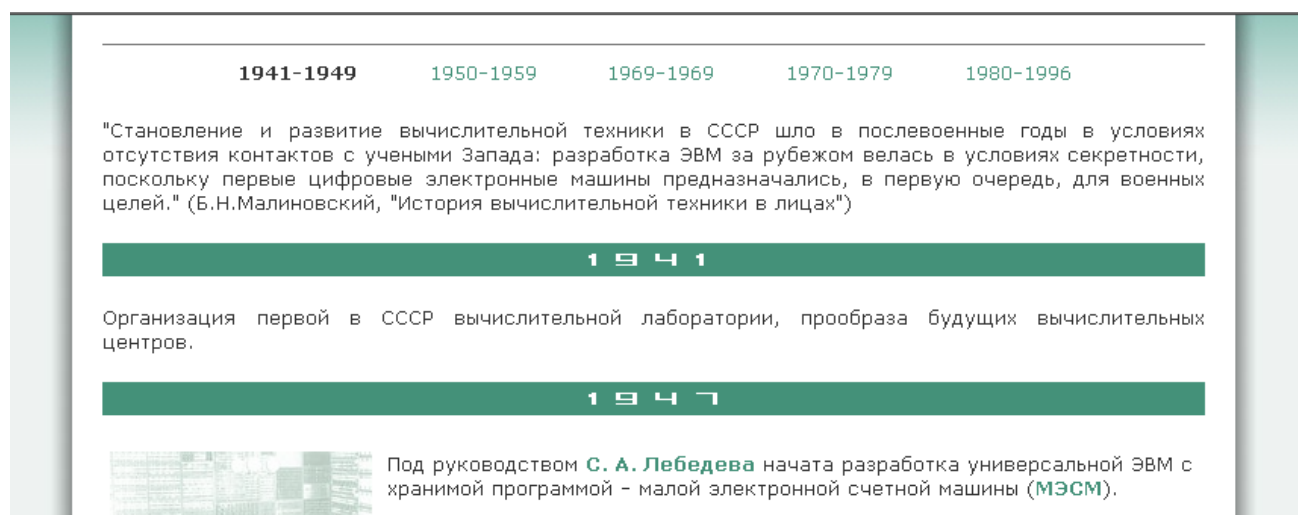 1941-1949 1950-1959 1969-1969 1970-1979 1980-1996
"Становление и развитие вычислительной техники в СССР шло в послевоенные годы в условиях
отсутствия контактов с учеными Запада: разработка ЭВМ за рубежом велась в условиях секретности,
поскольку первые цифровые электронные машины предназначались, в первую очередь, для военных
целей." (Б.Н.Малиновский, "История вычислительной техники в лицах")
1941
Организация первой в СССР вычислительной лаборатории, прообраза будущих вычислительных
центров.
1947
Под руководством С. А. Лебедева начата разработка универсальной ЭВМ с
хранимой программой - малой электронной счетной машины (МЭСМ).